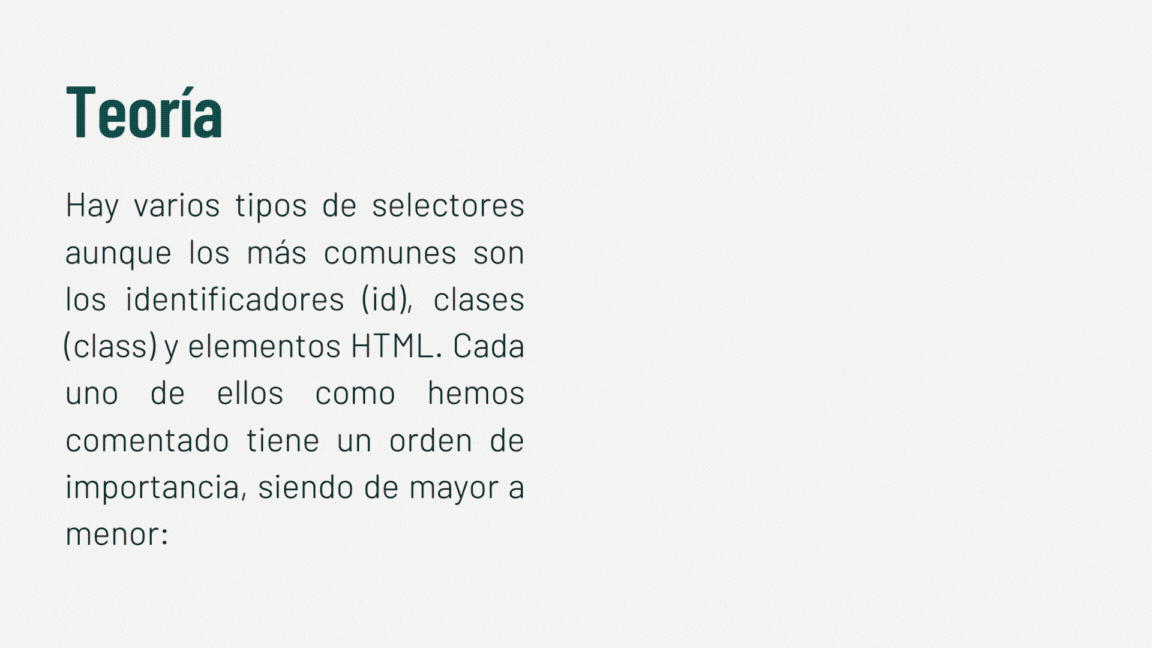 Teoría
Hay varios tipos de selectores
aunque los más comunes son
los identificadores (id), clases
(class) y elementos HTML. Cada
uno de ellos como hemos
comentado tiene un orden de
importancia, siendo de mayor a
menor: